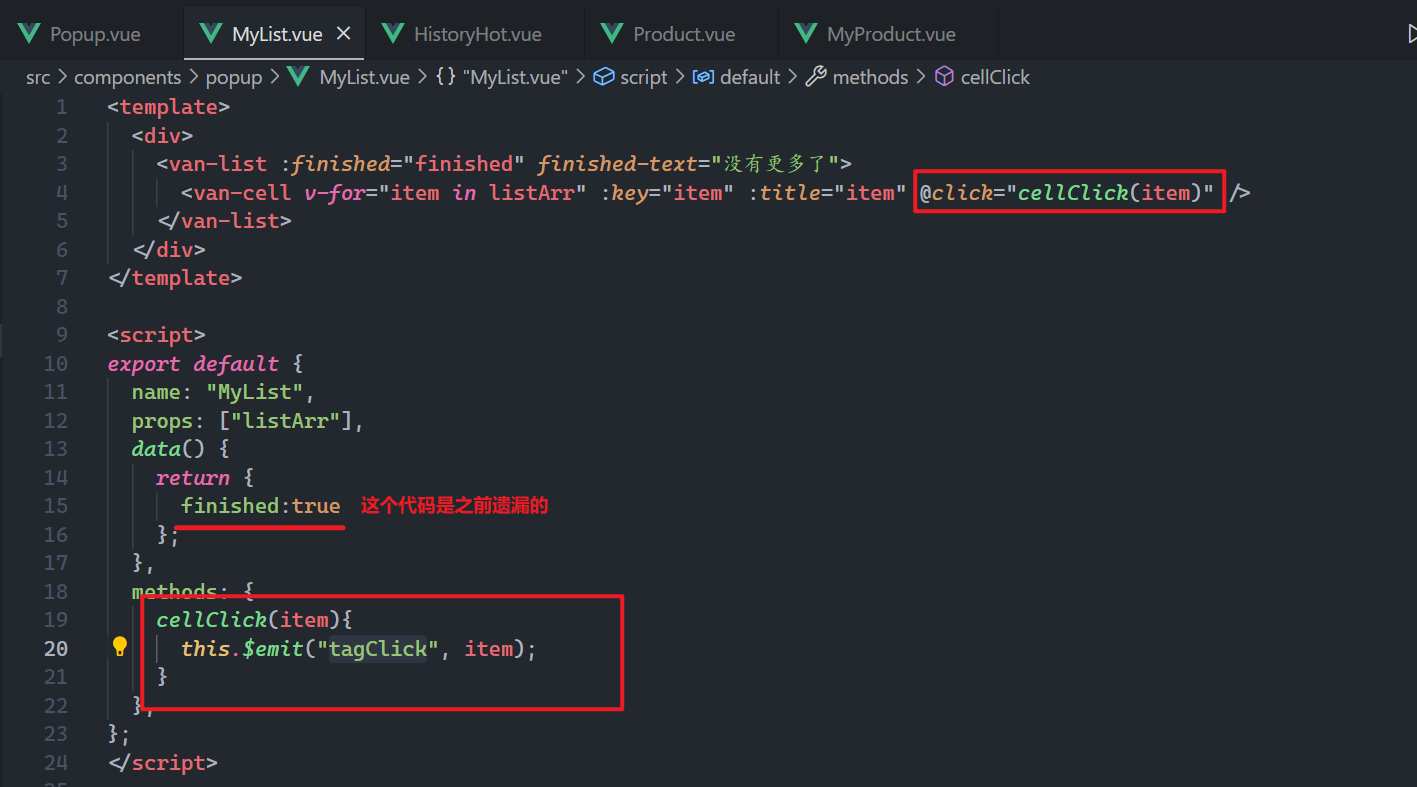 Popup.vue MyList.vue × HistoryHot.vue Product.vue MyProduct.vue
src > components > popup > MyList.vue > {} "MyList.vue" > script > default > methods > cellClick
1 <template>
2 <div>
3 <van-list :finished="finished" finished-text="没有更多了">
4 <van-cell v-for="item in listArr" :key="item" :title="item" @click="cellClick(item)" />
5 </van-list>
6 </div>
7 </template>
8
9 <script>
10 export default {
11 name: "MyList",
12 props: ["listArr"],
13 data() {
14 return {
15 finished:true 这个代码是之前遗漏的
16 };
17 },
18 methods: {
19 cellClick(item){
20 this.$emit("tagClick", item);
21 }
22 },
23 };
24 </script>
25